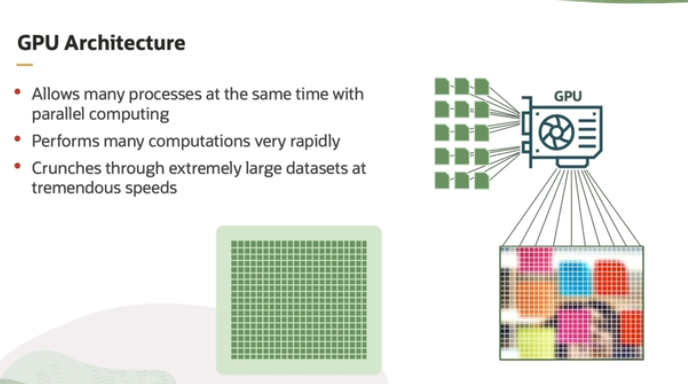 GPU Architecture
Allows many processes at the same time with
parallel computing
Performs many computations very rapidly
Crunches through extremely large datasets at
tremendous speeds
GPU